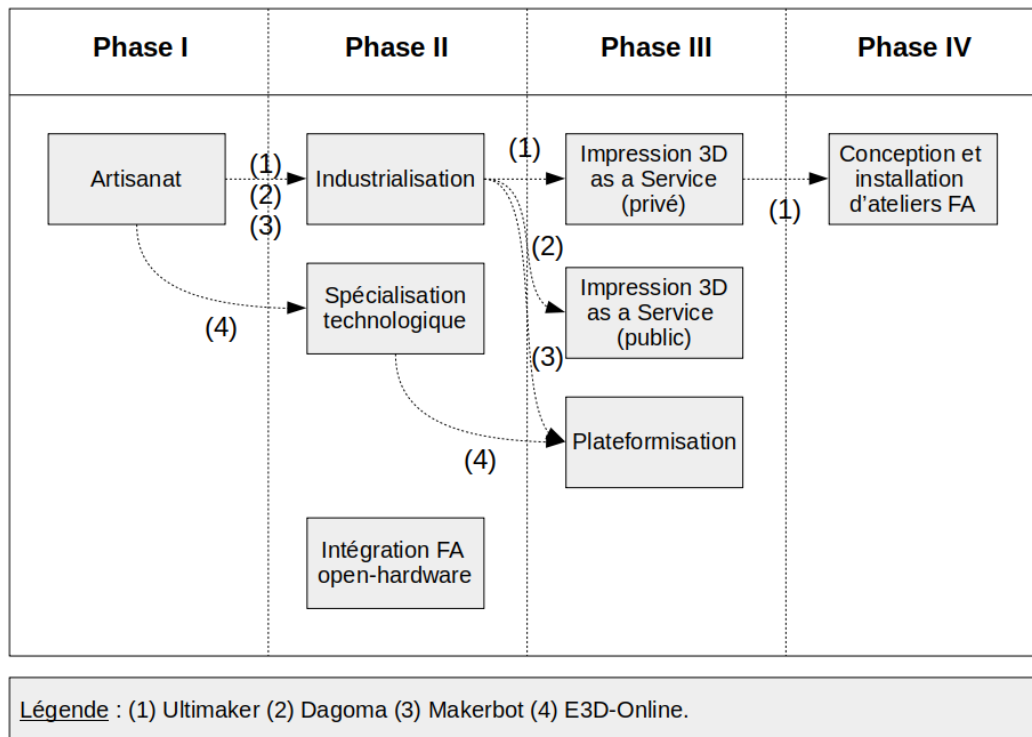 Phase I
Phase II
Phase III
Phase IV
Artisanat
(1)
(2)
(3)
Industrialisation
(1)
Impression 3D
as a Service
(privé)
(1)
Conception et
installation
d'ateliers FA
(4)
Spécialisation
technologique
(2)
Impression 3D
as a Service
(public)
(3)
(4)
Plateformisation
Intégration FA
open-hardware
Légende : (1) Ultimaker (2) Dagoma (3) Makerbot (4) E3D-Online.